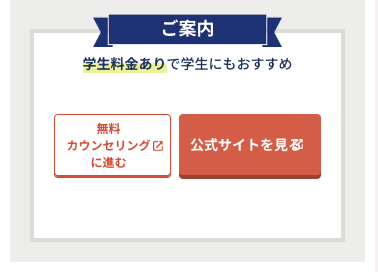 ご案内
学生料金ありで学生にもおすすめ
無料
カウンセリング
に進む
公式サイトを見る